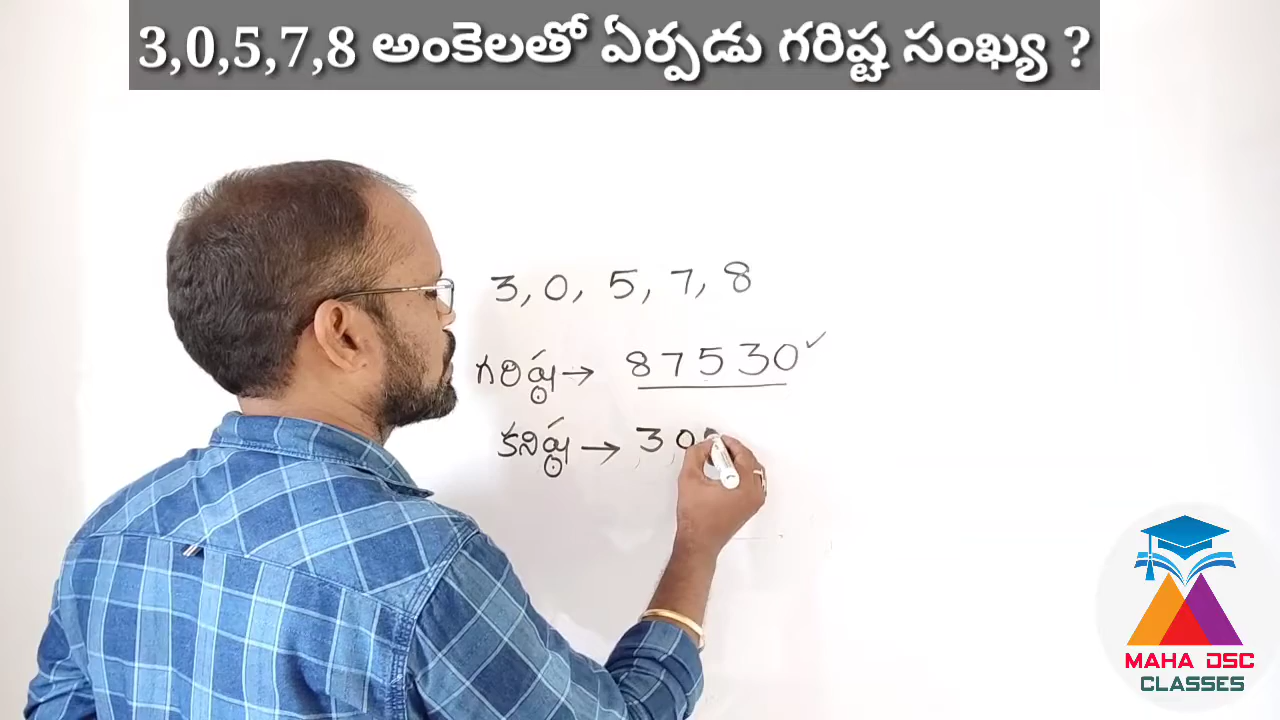 3,0,5,7,8 అంకెలతో ఏర్పడు గరిష్ట సంఖ్య ?
3, 0, 5, 7, 8
గరిష్ఠ → 87530 ✓
కనిష్ఠ → 30
MAHA DSC
CLASSES